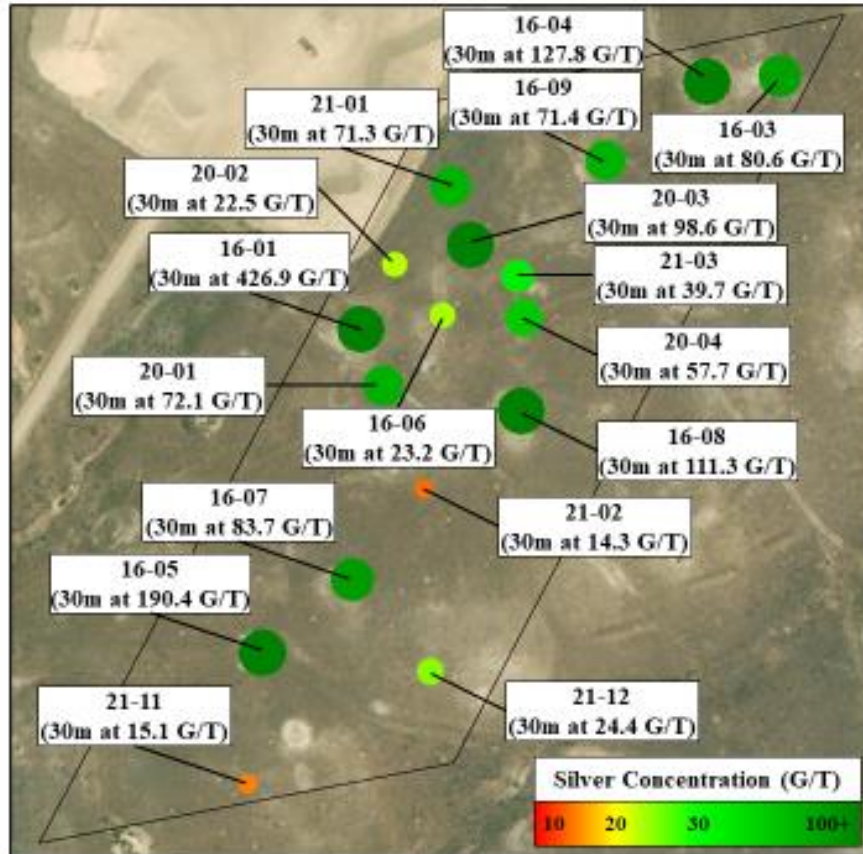 16-04
(30m at 127.8 G/T)
16-09
(30m at 71.4 G/T)
21-01
(30m at 71.3 G/T)
16-03
(30m at 80.6 G/T)
20-02
(30m at 22.5 G/T)
20-03
(30m at 98.6 G/T)
16-01
(30m at 426.9 G/T)
21-03
(30m at 39.7 G/T)
20-04
(30m at 57.7 G/T)
20-01
(30m at 72.1 G/T)
16-06
(30m at 23.2 G/T)
16-08
(30m at 111.3 G/T)
16-07
(30m at 83.7 G/T)
21-02
(30m at 14.3 G/T)
16-05
(30m at 190.4 G/T)
21-11
(30m at 15.1 G/T)
21-12
(30m at 24.4 G/T)
Silver Concentration (G/T)
10 20 30 100+